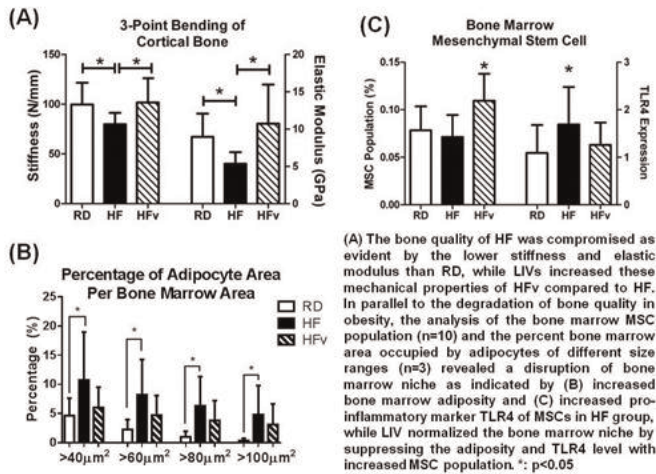 (A)
3-Point Bending of
Cortical Bone
Stiffness (N/mm)
150
100
50
0
* * * *
20
15
10
5
0
Elastic Modulus (GPa)
RD HF HFv RD HF HFv
(B)
Percentage of Adipocyte Area
Per Bone Marrow Area
Percentage (%)
25
20
15
10
5
0
* * * *
RD
HF
HFv
>40μm² >60μm² >80μm² >100μm²
(C)
Bone Marrow
Mesenchymal Stem Cell
MSC Population (%)
0.15
0.10
0.05
0.00
* *
3
2
1
0
TLR4 Expression
RD HF HFv RD HF HFv
(A) The bone quality of HF was compromised as
evident by the lower stiffness and elastic
modulus than RD, while LIVs increased these
mechanical properties of HFv compared to HF.
In parallel to the degradation of bone quality in
obesity, the analysis of the bone marrow MSC
population (n=10) and the percent bone marrow
area occupied by adipocytes of different size
ranges (n=3) revealed a disruption of bone
marrow niche as indicated by (B) increased
bone marrow adiposity and (C) increased pro-
inflammatory marker TLR4 of MSCs in HF group,
while LIV normalized the bone marrow niche by
suppressing the adiposity and TLR4 level with
increased MSC population. *: p<0.05